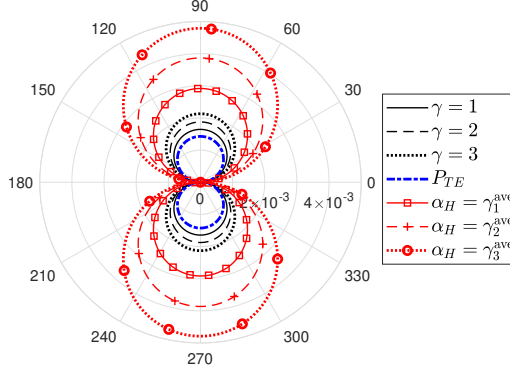 90
120
60
150
30
180
0
0
2×10⁻³
4×10⁻³
210
330
240
300
270
γ = 1
γ = 2
γ = 3
P_TE
α_H = γ₁^ave
α_H = γ₂^ave
α_H = γ₃^ave